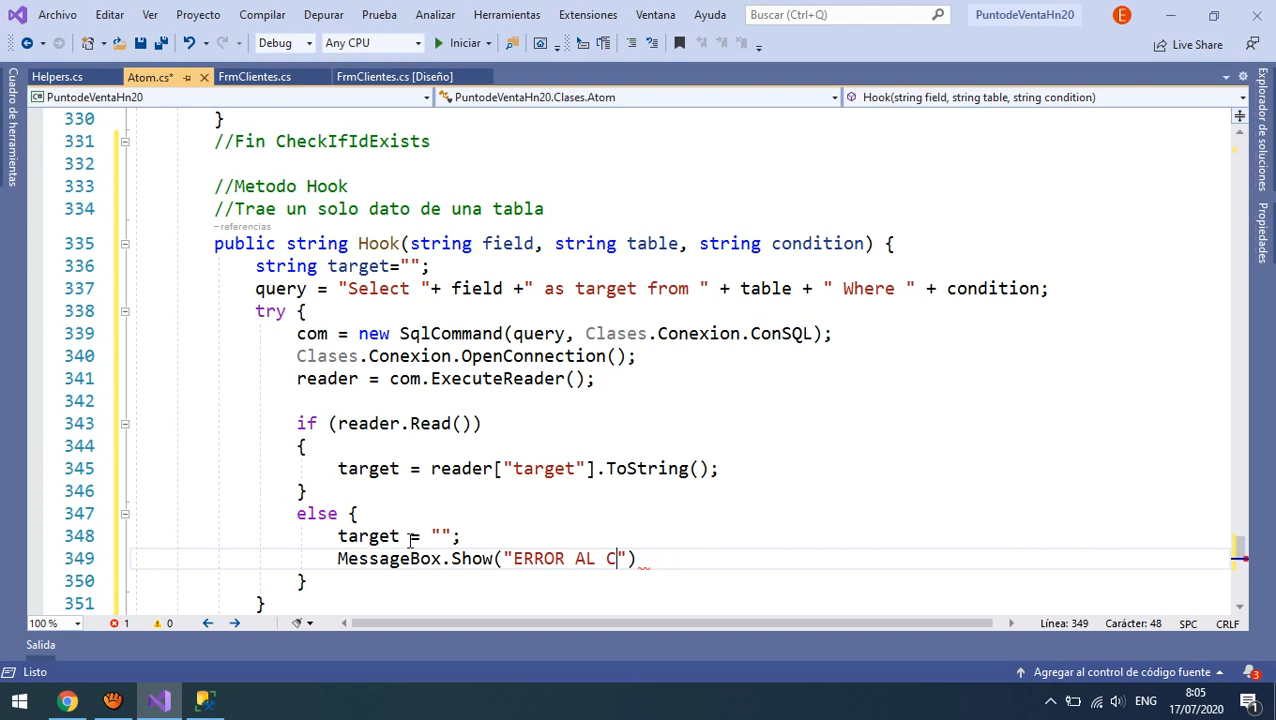 Archivo Editar Ver Proyecto Compilar Depurar Prueba Analizar Herramientas Extensiones Ventana Ayuda Buscar (Ctrl+Q) PuntodeVentaHn20 E
Debug Any CPU Iniciar Live Share
Helpers.cs Atom.cs* FrmClientes.cs FrmClientes.cs [Diseño]
PuntodeVentaHn20 PuntodeVentaHn20.Clases.Atom Hook(string field, string table, string condition)
Cuadro de herramientas
Explorador de soluciones
Propiedades
330 }
331 //Fin CheckIfIdExists
332
333 //Metodo Hook
334 //Trae un solo dato de una tabla
-referencias
335 public string Hook(string field, string table, string condition) {
336 string target="";
337 query = "Select "+ field +" as target from " + table + " Where " + condition;
338 try {
339 com = new SqlCommand(query, Clases.Conexion.ConSQL);
340 Clases.Conexion.OpenConnection();
341 reader = com.ExecuteReader();
342
343 if (reader.Read())
344 {
345 target = reader["target"].ToString();
346 }
347 else {
348 target = "";
349 MessageBox.Show("ERROR AL C")
350 }
351 }
100 % 1 0 Línea: 349 Carácter: 48 SPC CRLF
Salida
Listo Agregar al control de código fuente 3
ENG 8:05
17/07/2020 1